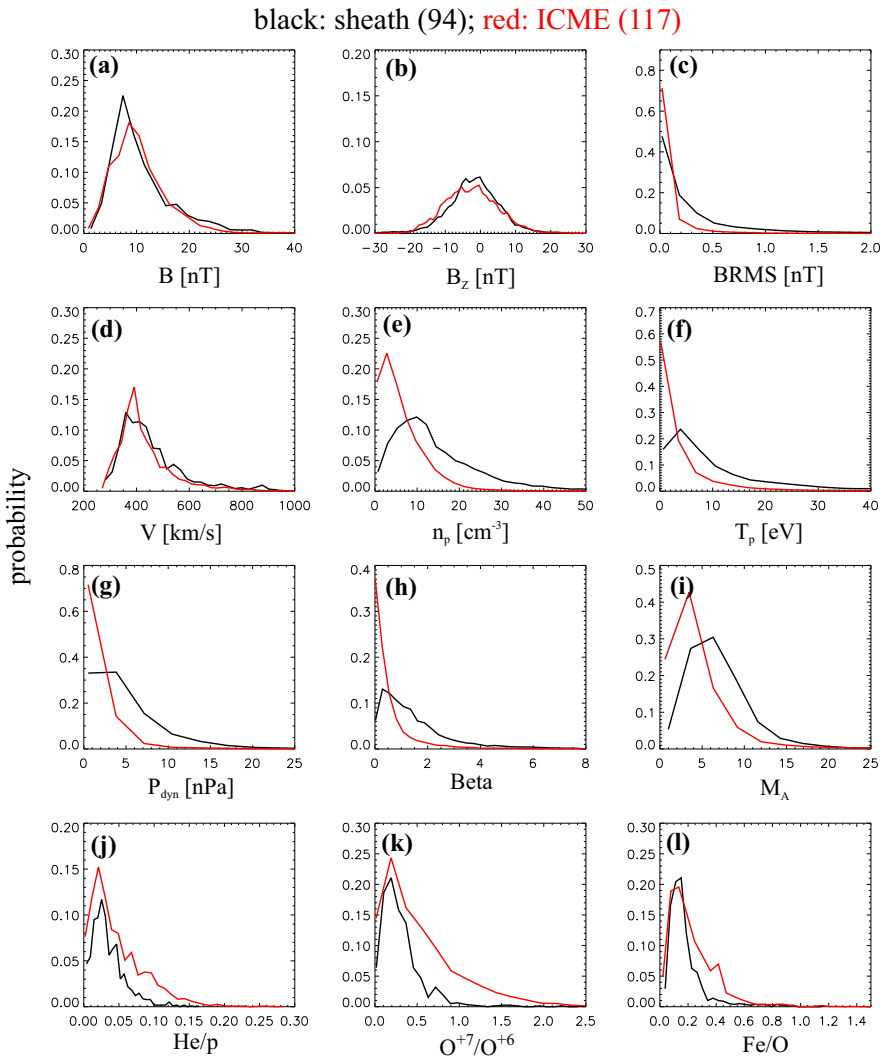 black: sheath (94); red: ICME (117)
(a) (b) (c)
0.30 0.25 0.20 0.15 0.10 0.05 0.00
0 10 20 30 40
B [nT]
0.20 0.15 0.10 0.05 0.00
−30 −20 −10 0 10 20 30
B_Z [nT]
0.8 0.6 0.4 0.2 0.0
0.0 0.5 1.0 1.5 2.0
BRMS [nT]
(d) (e) (f)
0.30 0.25 0.20 0.15 0.10 0.05 0.00
200 400 600 800 1000
V [km/s]
0.30 0.25 0.20 0.15 0.10 0.05 0.00
0 10 20 30 40 50
n_p [cm^-3]
0.7 0.6 0.5 0.4 0.3 0.2 0.1 0.0
0 10 20 30 40
T_p [eV]
probability
(g) (h) (i)
0.8 0.6 0.4 0.2 0.0
0 5 10 15 20 25
P_dyn [nPa]
0.4 0.3 0.2 0.1 0.0
0 2 4 6 8
Beta
0.5 0.4 0.3 0.2 0.1 0.0
0 5 10 15 20 25
M_A
(j) (k) (l)
0.20 0.15 0.10 0.05 0.00
0.00 0.05 0.10 0.15 0.20 0.25 0.30
He/p
0.30 0.25 0.20 0.15 0.10 0.05 0.00
0.0 0.5 1.0 1.5 2.0 2.5
O^+7/O^+6
0.30 0.25 0.20 0.15 0.10 0.05 0.00
0.0 0.2 0.4 0.6 0.8 1.0 1.2 1.4
Fe/O